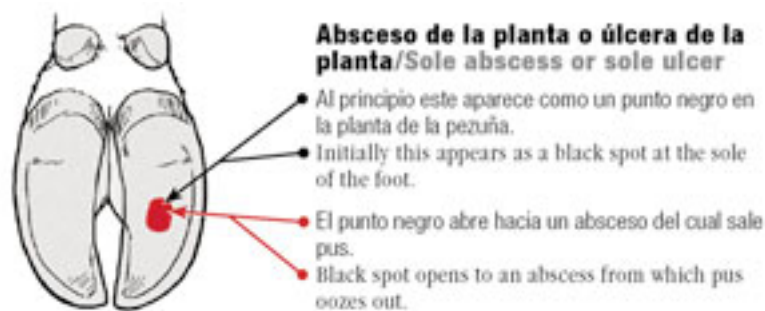 Absceso de la planta o úlcera de la
planta/Sole abscess or sole ulcer
Al principio este aparece como un punto negro en
la planta de la pezuña.
Initially this appears as a black spot at the sole
of the foot.
El punto negro abre hacia un absceso del cual sale
pus.
Black spot opens to an abscess from which pus
oozes out.